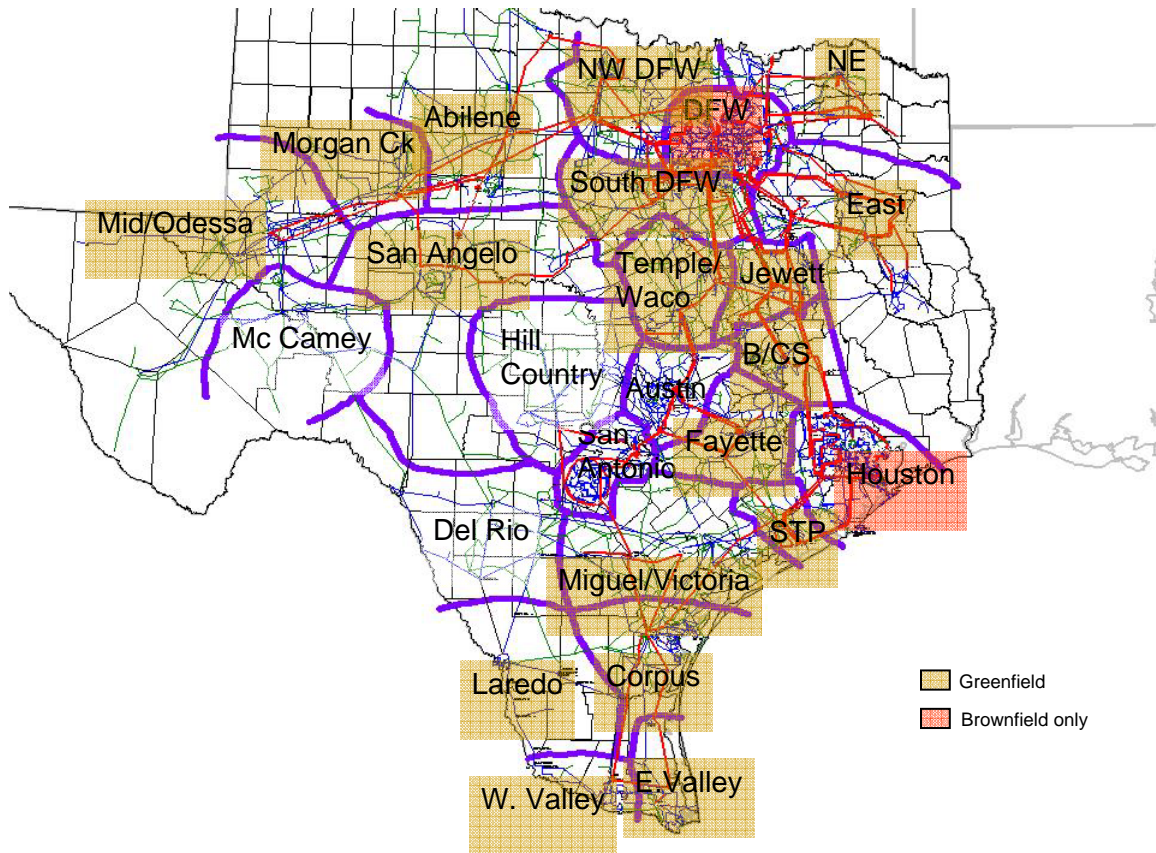 NW DFW
NE
DFW
Abilene
Morgan Ck
South DFW
East
Mid/Odessa
San Angelo
Temple/
Waco
Jewett
Mc Camey
Hill
Country
B/CS
Austin
San
Antonic
Fayette
Houston
Del Rio
STP
Miguel/Victoria
Laredo
Corpus
Greenfield
Brownfield only
W. Valley
E.Valley